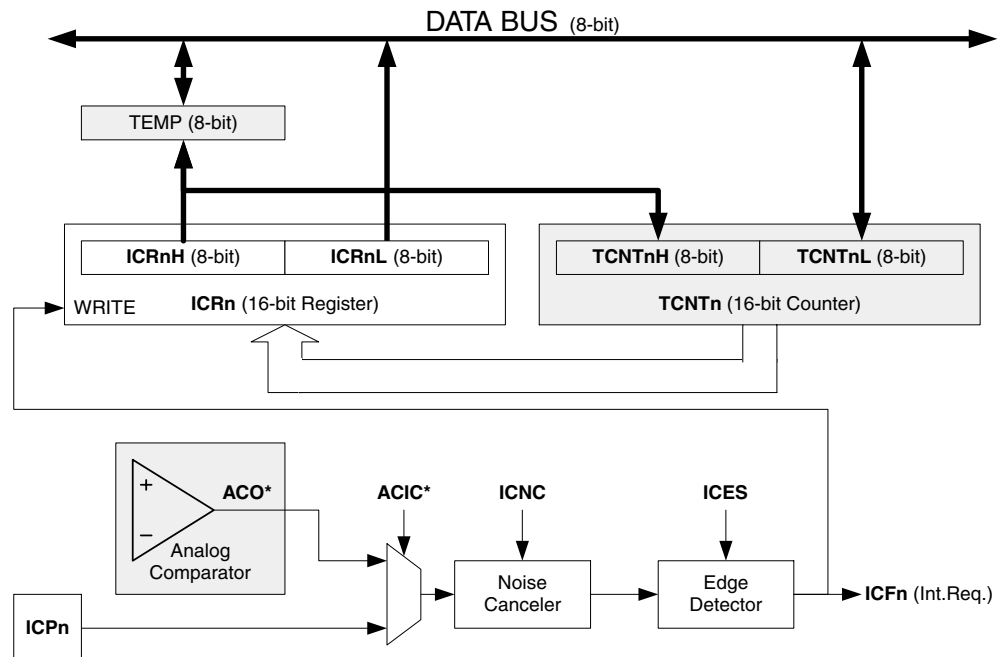 DATA BUS (8-bit)
TEMP (8-bit)
ICRnH (8-bit) ICRnL (8-bit) TCNTnH (8-bit) TCNTnL (8-bit)
WRITE ICRn (16-bit Register) TCNTn (16-bit Counter)
+ ACO* ACIC* ICNC ICES
−
Analog
Comparator
Noise
Canceler
Edge
Detector
ICFn (Int.Req.)
ICPn